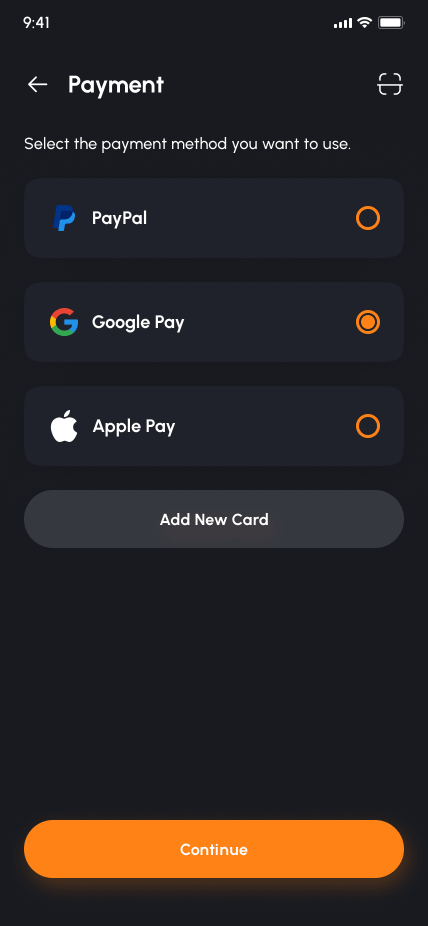 9:41
Payment
Select the payment method you want to use.
PayPal
Google Pay
Apple Pay
Add New Card
Continue